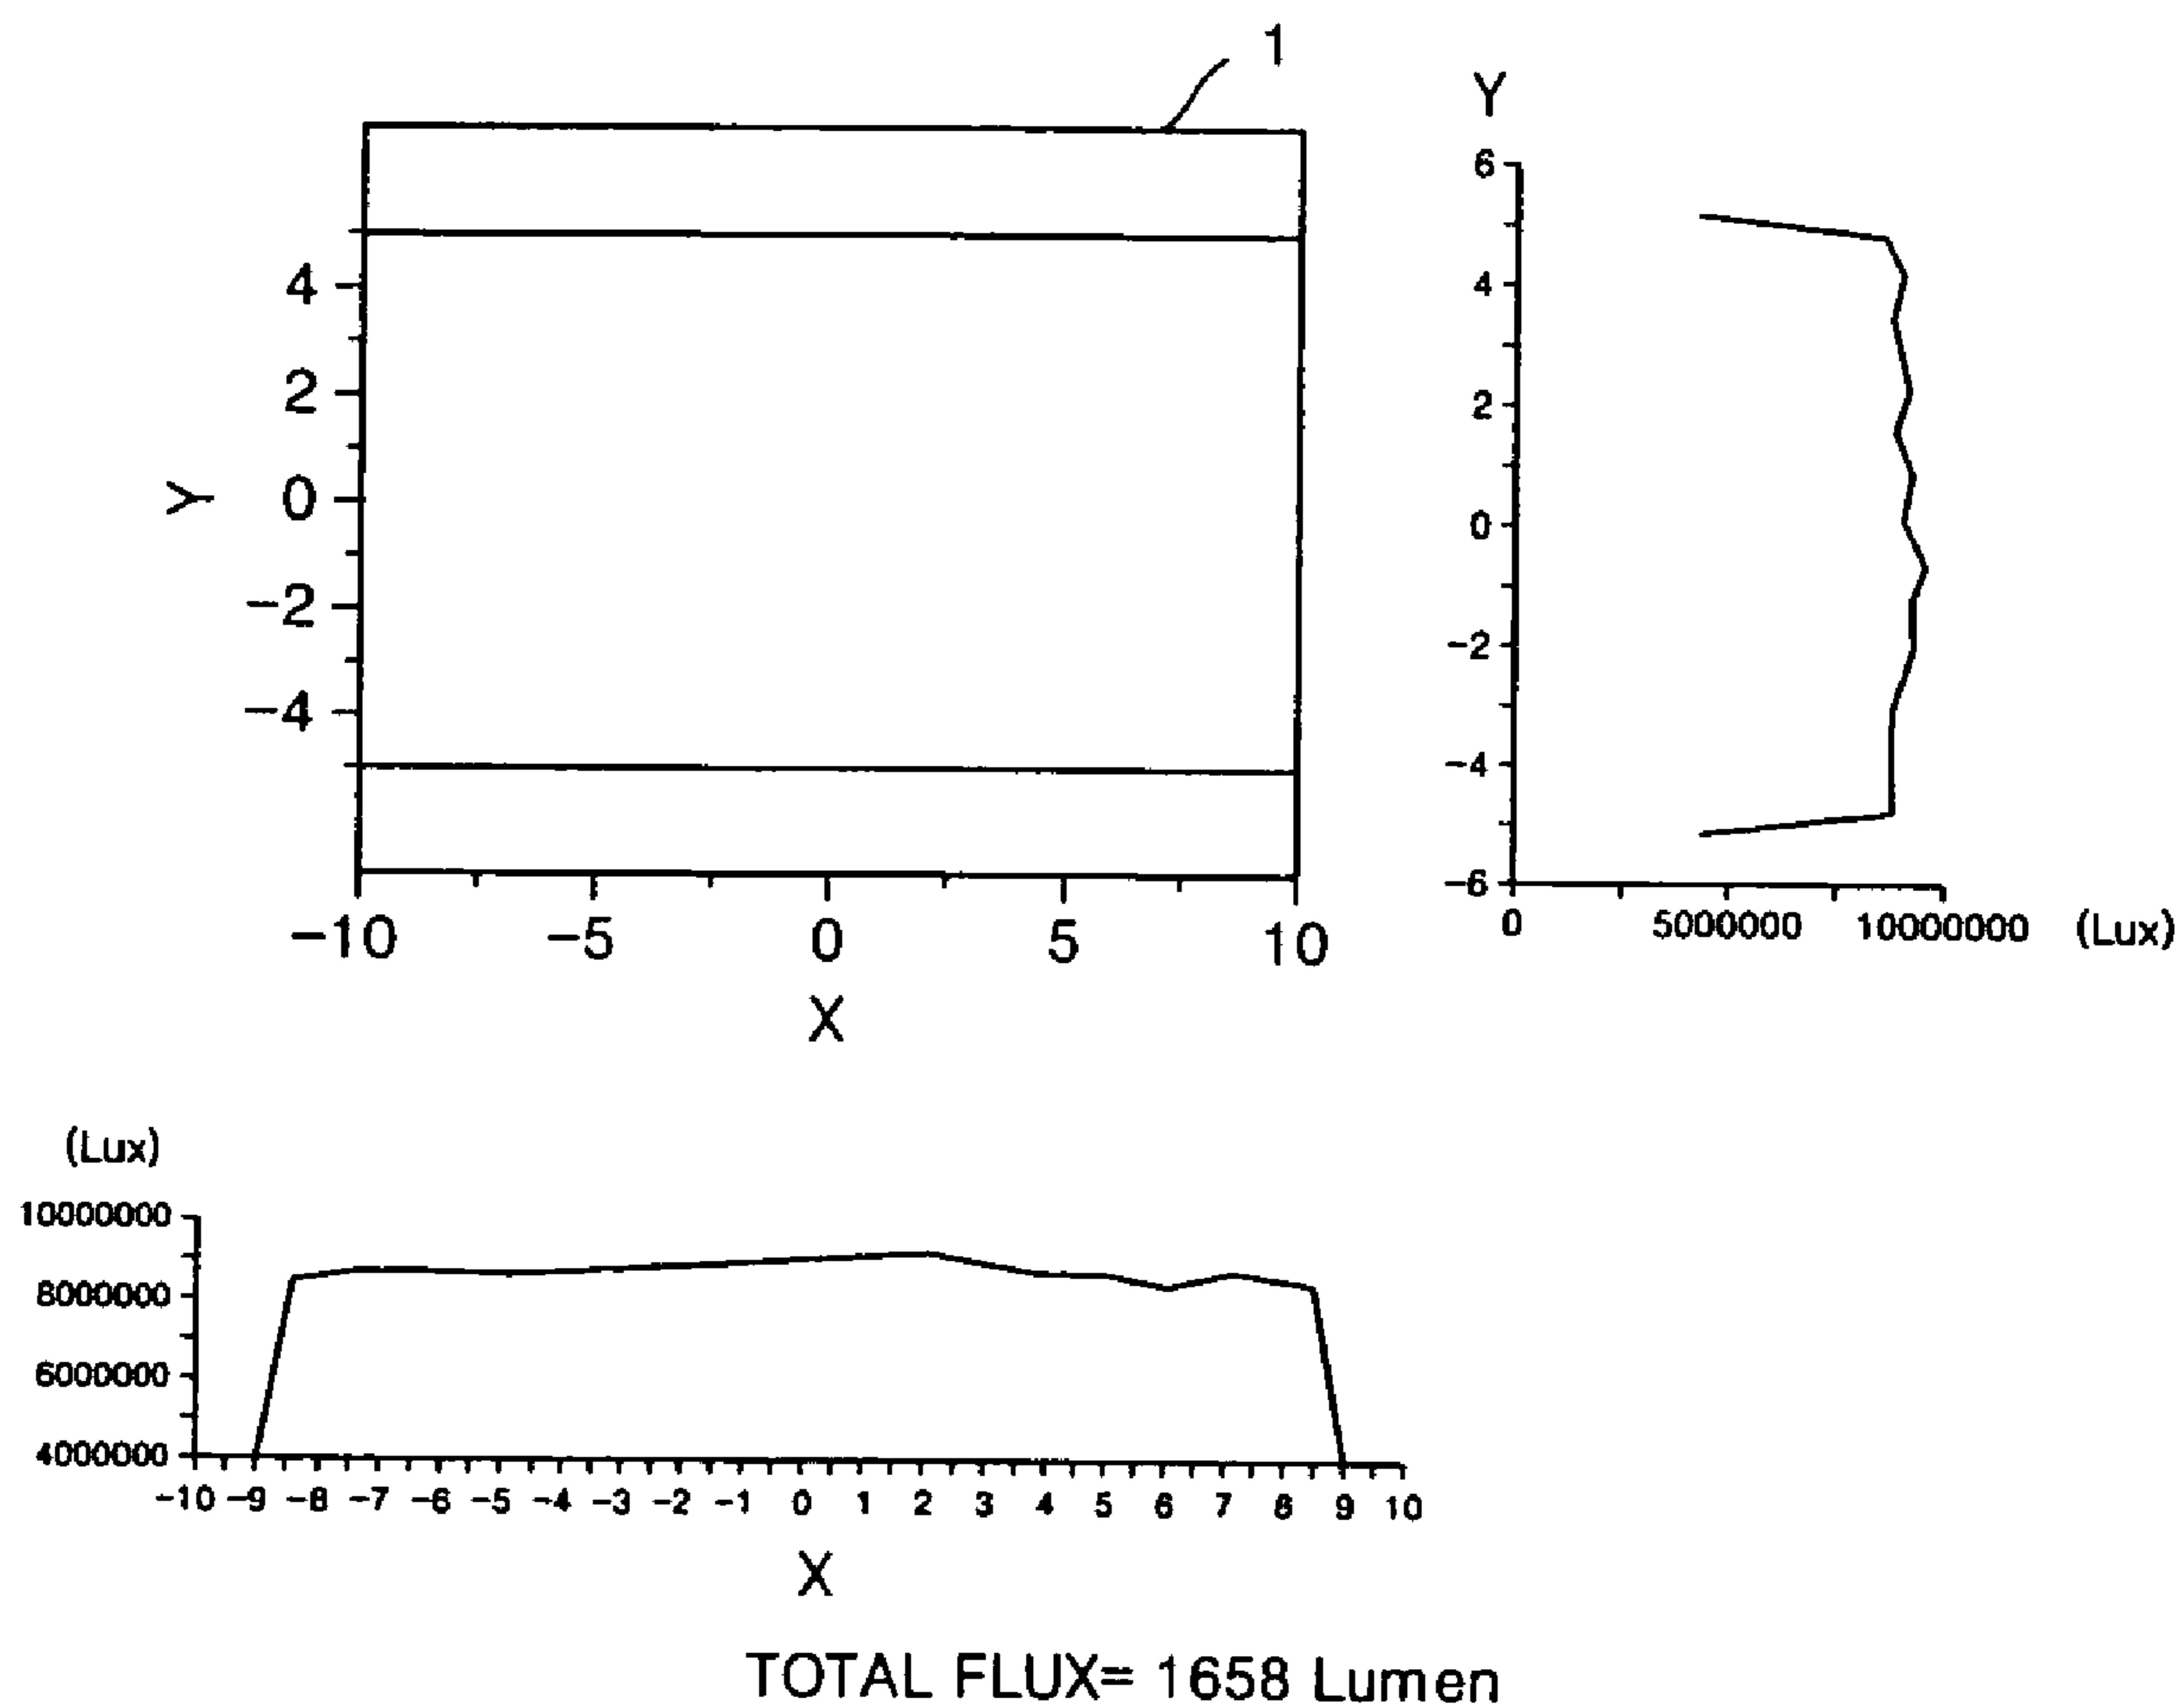 1
Y
4
2
0
−2
−4
−10 −5 0 5 10
X
Y
6
4
2
0
−2
−4
−6
0 5000000 10000000 (Lux)
(Lux)
10000000
8000000
6000000
4000000
−10 −9 −8 −7 −6 −5 −4 −3 −2 −1 0 1 2 3 4 5 6 7 8 9 10
X
TOTAL FLUX= 1658 Lumen